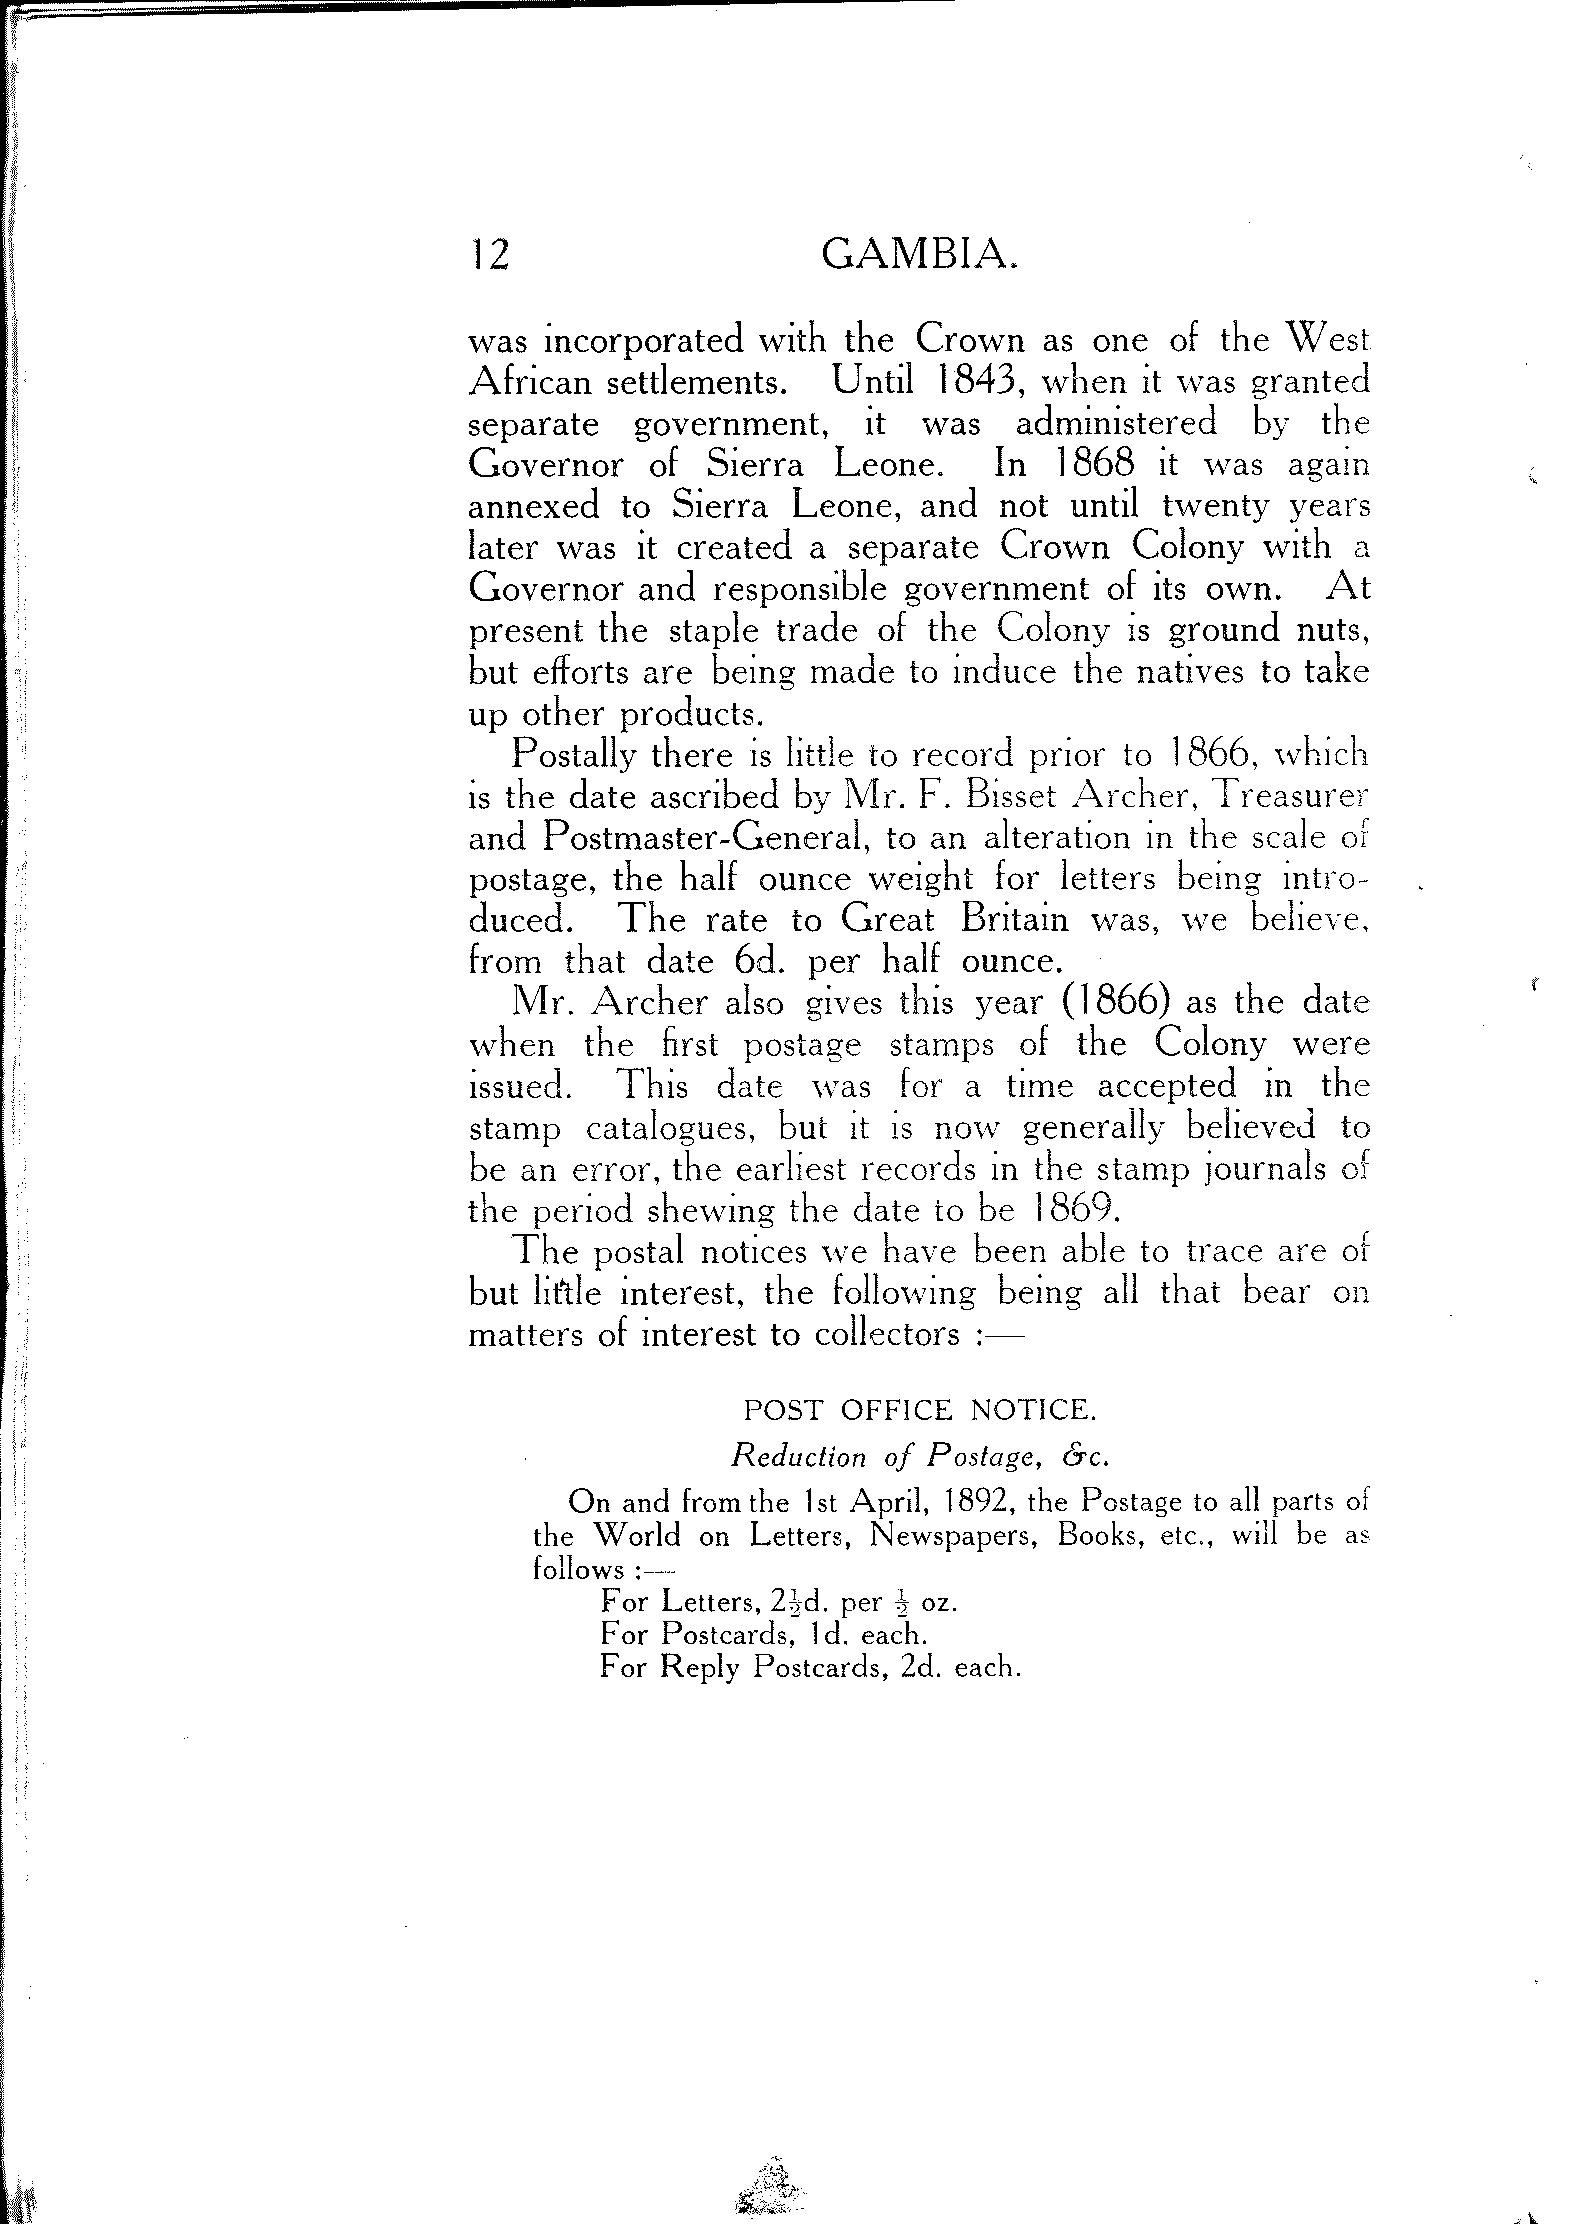 12 GAMBIA.
was incorporated with the Crown as one of the West
African settlements. Until 1843, when it was granted
separate government, it was administered by the
Governor of Sierra Leone. In 1868 it was again
annexed to Sierra Leone, and not until twenty years
later was it created a separate Crown Colony with a
Governor and responsible government of its own. At
present the staple trade of the Colony is ground nuts,
but efforts are being made to induce the natives to take
up other products.
Postally there is little to record prior to 1866, which
is the date ascribed by Mr. F. Bisset Archer, Treasurer
and Postmaster-General, to an alteration in the scale of
postage, the half ounce weight for letters being intro-
duced. The rate to Great Britain was, we believe,
from that date 6d. per half ounce.
Mr. Archer also gives this year (1866) as the date
when the first postage stamps of the Colony were
issued. This date was for a time accepted in the
stamp catalogues, but it is now generally believed to
be an error, the earliest records in the stamp journals of
the period shewing the date to be 1869.
The postal notices we have been able to trace are of
but little interest, the following being all that bear on
matters of interest to collectors :—
POST OFFICE NOTICE.
Reduction of Postage, &c.
On and from the 1st April, 1892, the Postage to all parts of
the World on Letters, Newspapers, Books, etc., will be as
follows :—
For Letters, 2½d. per ½ oz.
For Postcards, 1d. each.
For Reply Postcards, 2d. each.